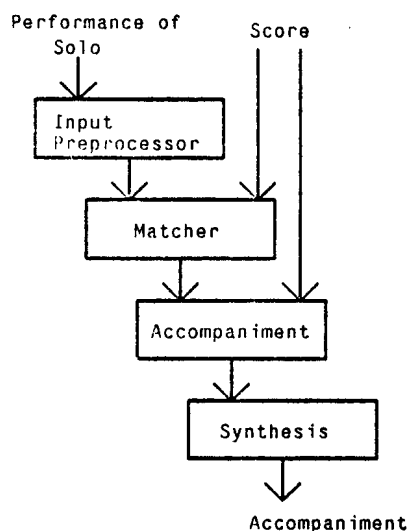 Performance of
Solo
Score
Input
Preprocessor
Matcher
Accompaniment
Synthesis
Accompaniment